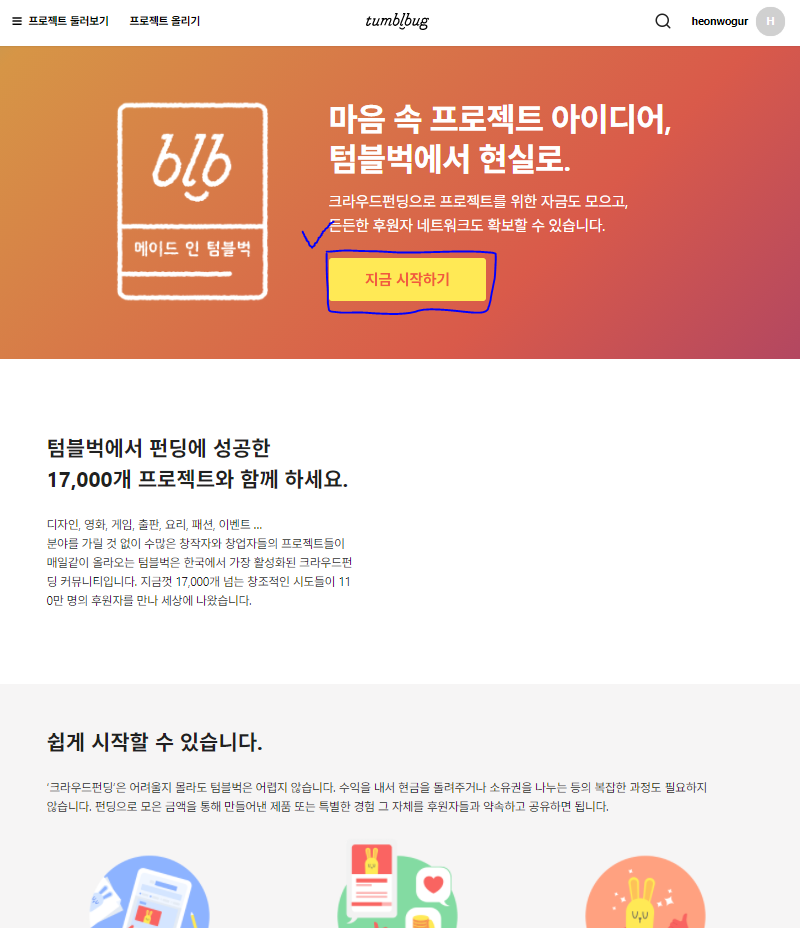 프로젝트 둘러보기 프로젝트 올리기 tumblbug heonwogur H
blb
메이드 인 텀블벅
마음 속 프로젝트 아이디어,
텀블벅에서 현실로.
크라우드펀딩으로 프로젝트를 위한 자금도 모으고,
든든한 후원자 네트워크도 확보할 수 있습니다.
지금 시작하기
텀블벅에서 펀딩에 성공한
17,000개 프로젝트와 함께 하세요.
디자인, 영화, 게임, 출판, 요리, 패션, 이벤트 ...
분야를 가릴 것 없이 수많은 창작자와 창업자들의 프로젝트들이
매일같이 올라오는 텀블벅은 한국에서 가장 활성화된 크라우드펀
딩 커뮤니티입니다. 지금껏 17,000개 넘는 창조적인 시도들이 11
0만 명의 후원자를 만나 세상에 나왔습니다.
쉽게 시작할 수 있습니다.
'크라우드펀딩'은 어려울지 몰라도 텀블벅은 어렵지 않습니다. 수익을 내서 현금을 돌려주거나 소유권을 나누는 등의 복잡한 과정도 필요하지
않습니다. 펀딩으로 모은 금액을 통해 만들어낸 제품 또는 특별한 경험 그 자체를 후원자들과 약속하고 공유하면 됩니다.